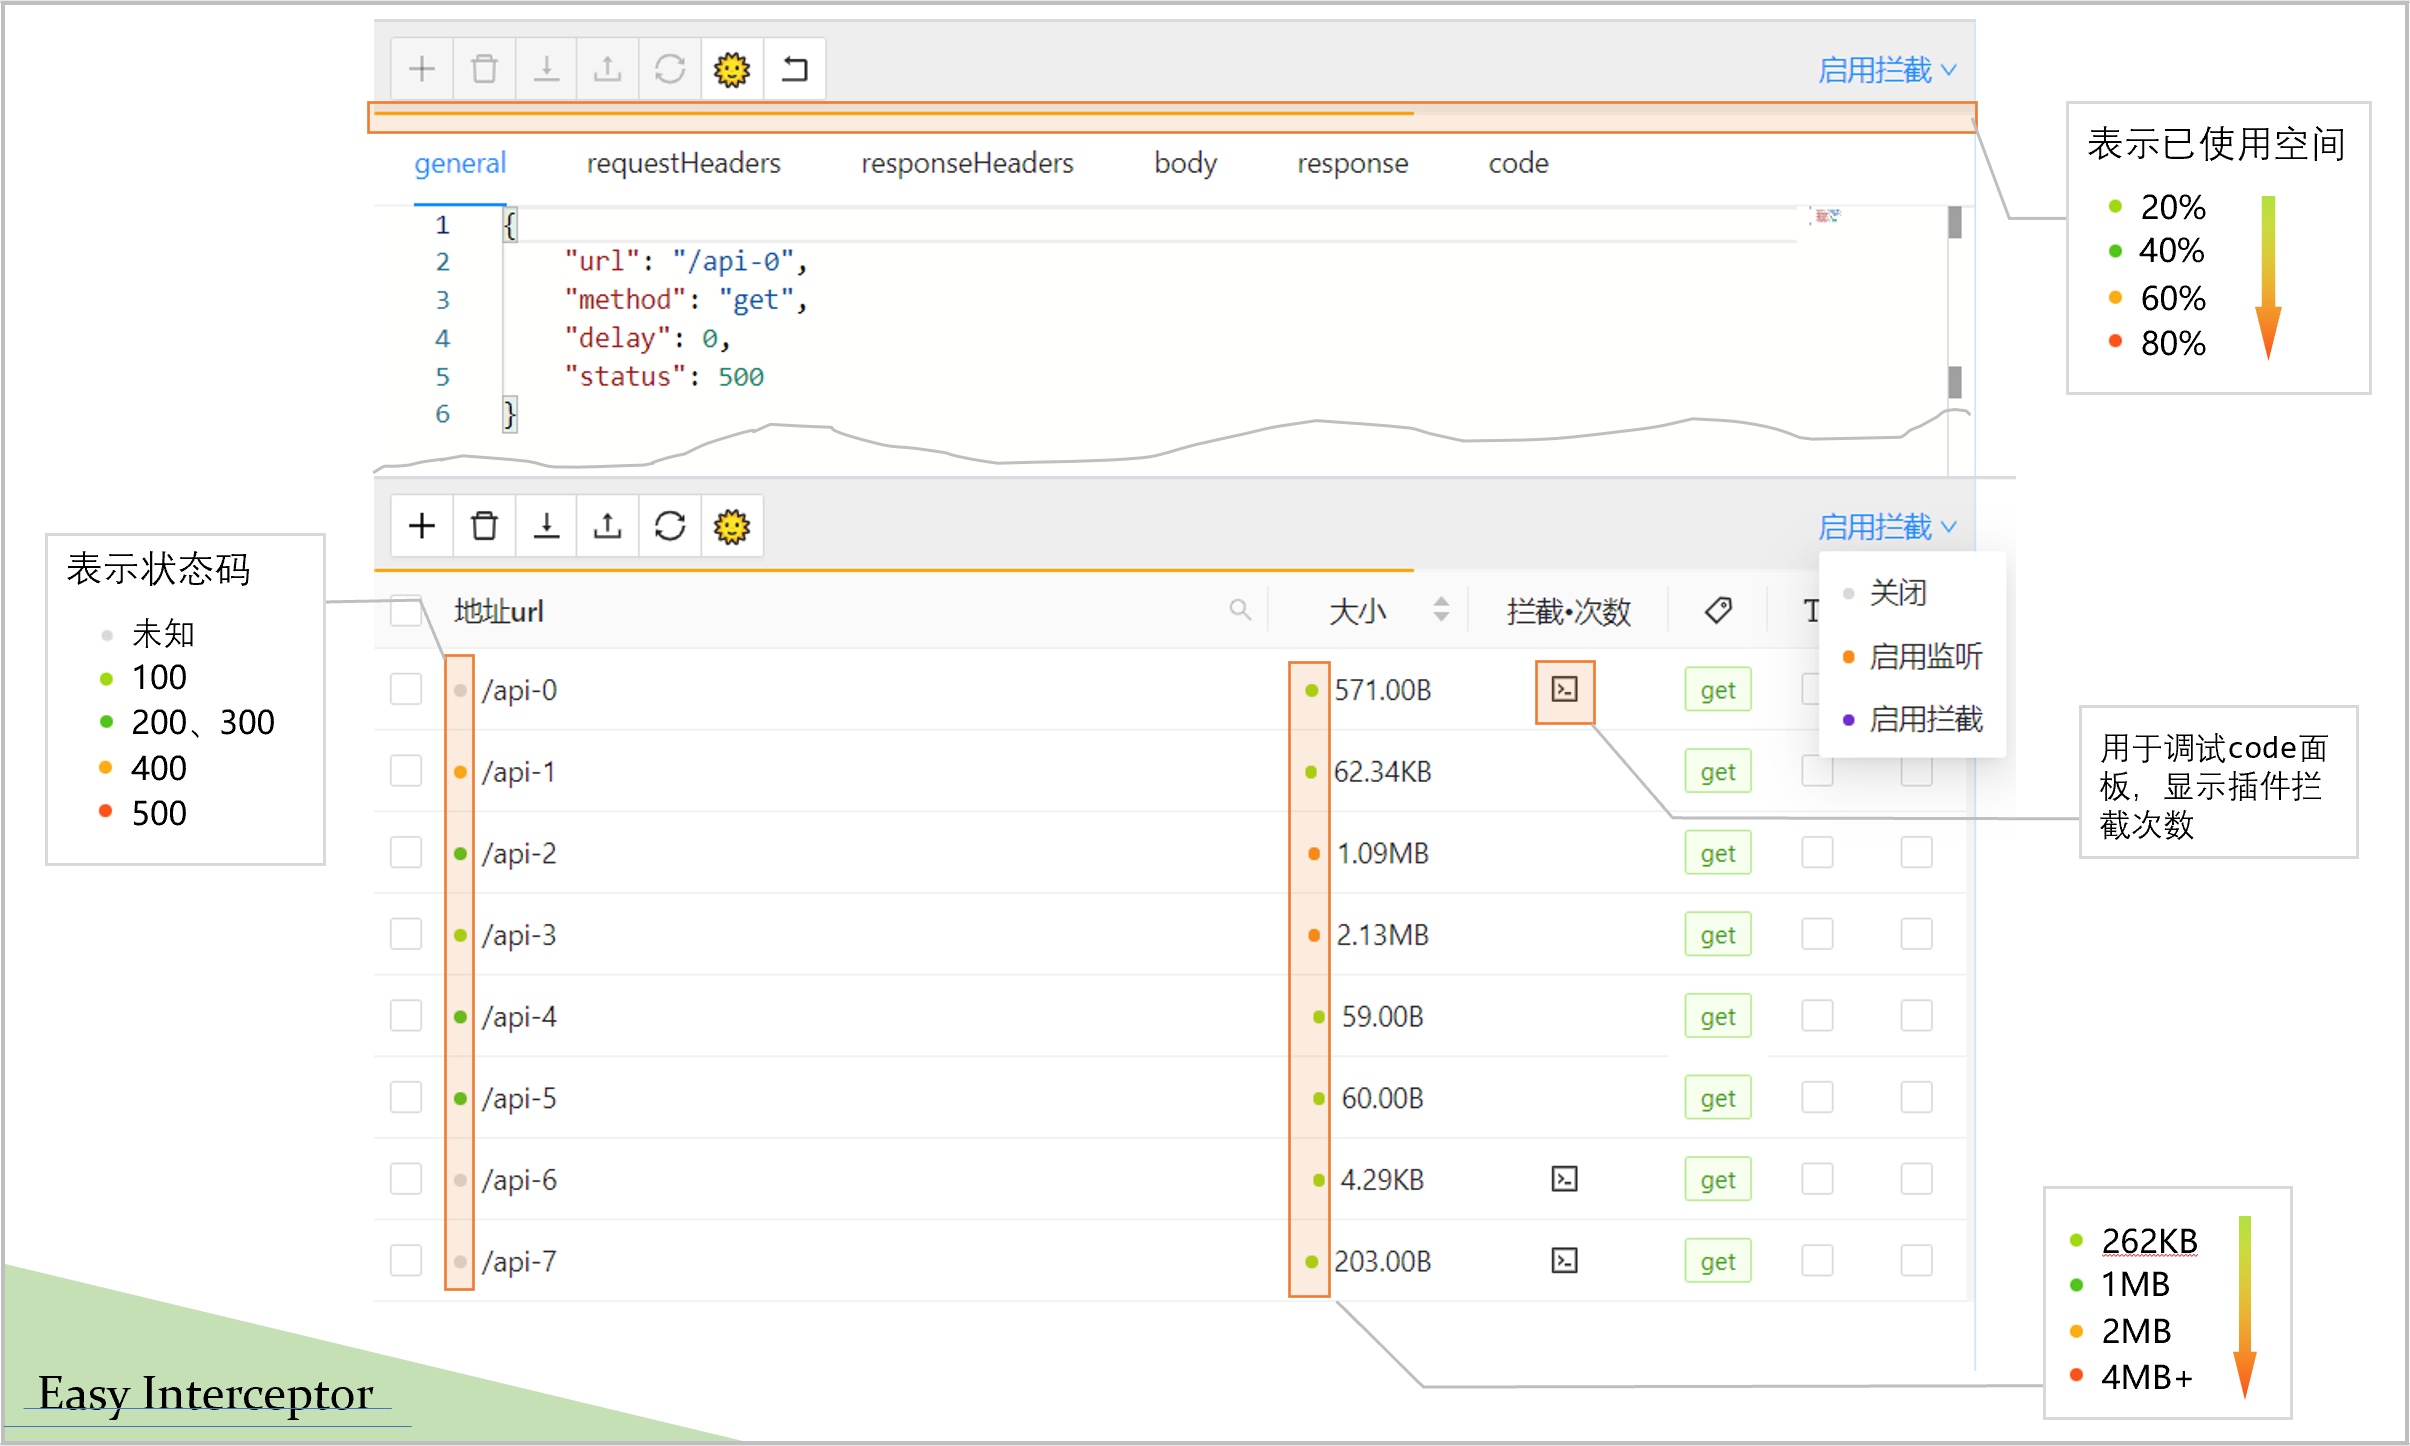 启用拦截
general requestHeaders responseHeaders body response code
1 {
2 "url": "/api-0",
3 "method": "get",
4 "delay": 0,
5 "status": 500
6 }
表示已使用空间
20%
40%
60%
80%
启用拦截
关闭
启用监听
启用拦截
表示状态码
未知
100
200、300
400
500
地址url 大小 拦截•次数 T
/api-0 571.00B get
/api-1 62.34KB get
/api-2 1.09MB get
/api-3 2.13MB get
/api-4 59.00B get
/api-5 60.00B get
/api-6 4.29KB get
/api-7 203.00B get
用于调试code面
板，显示插件拦
截次数
262KB
1MB
2MB
4MB+
Easy Interceptor